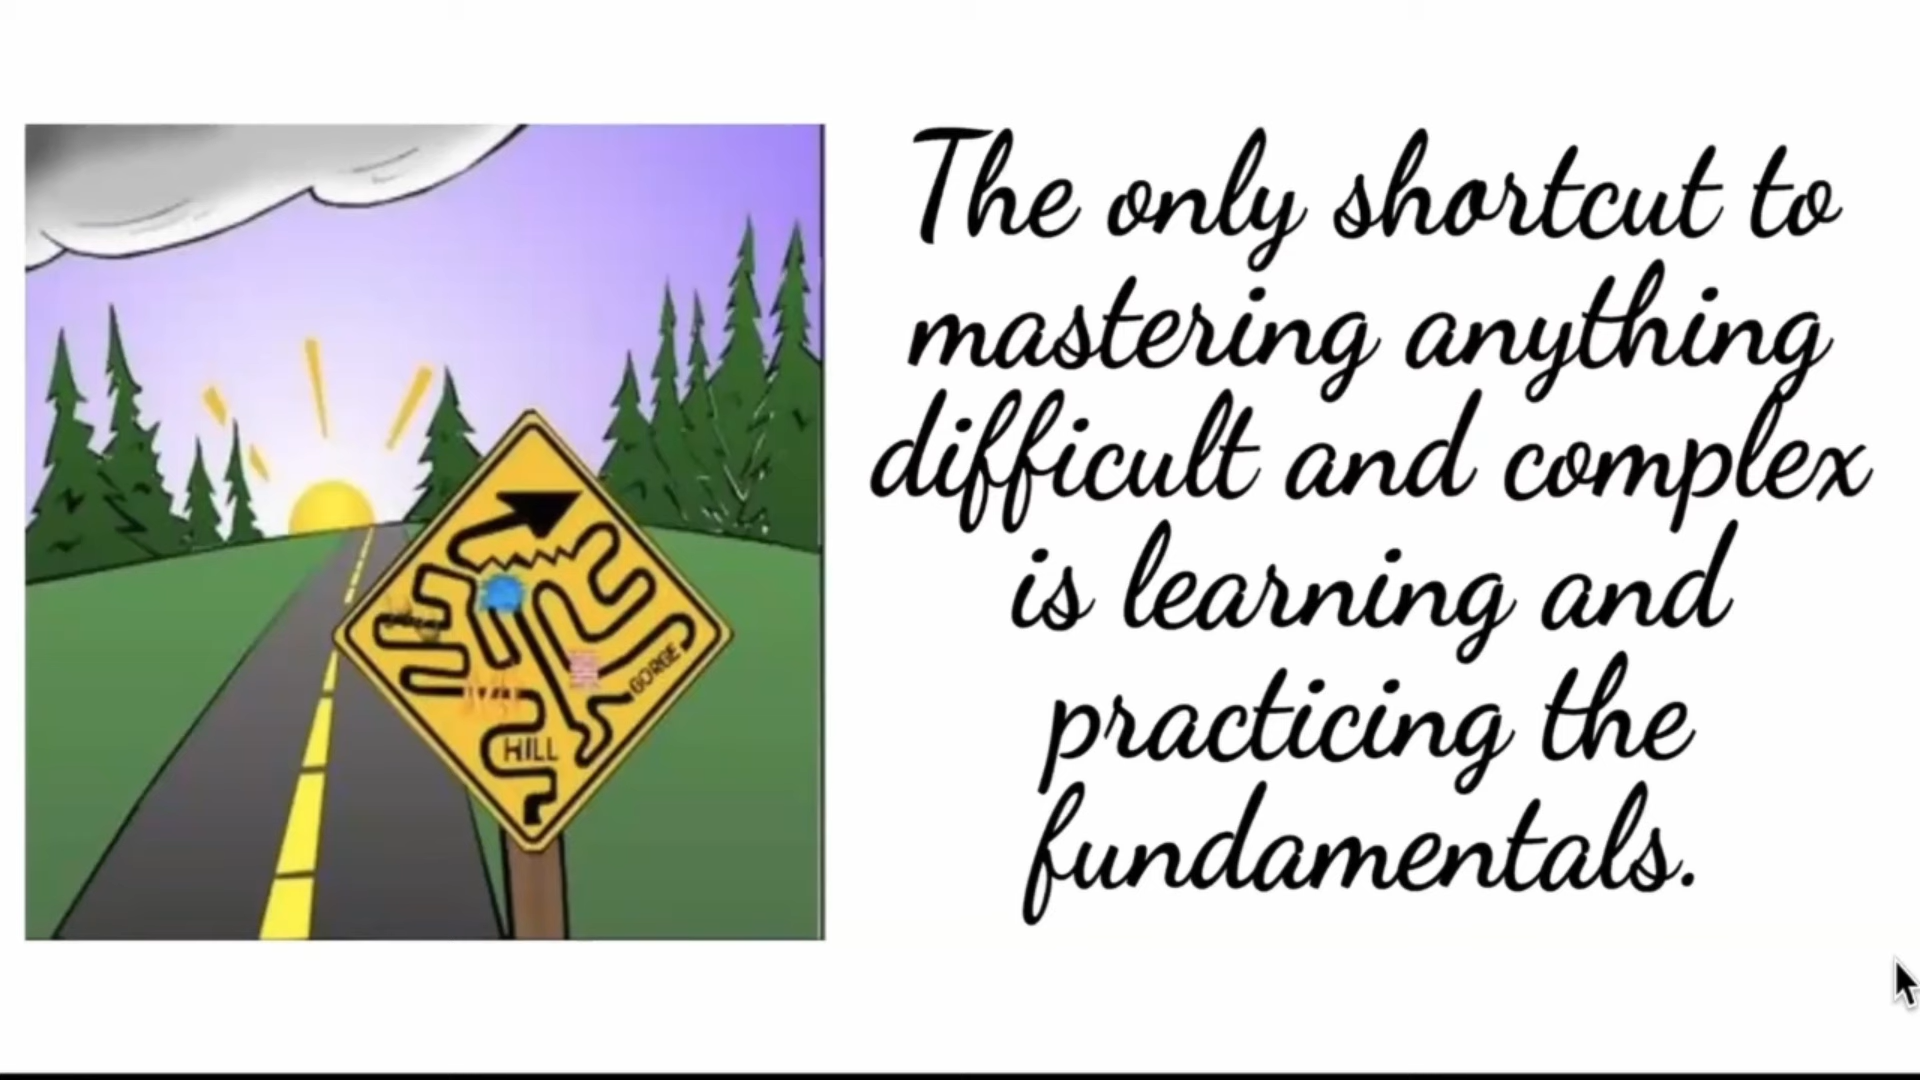 The only shortcut to
mastering anything
difficult and complex
is learning and
practicing the
fundamentals.
GORGE
HILL